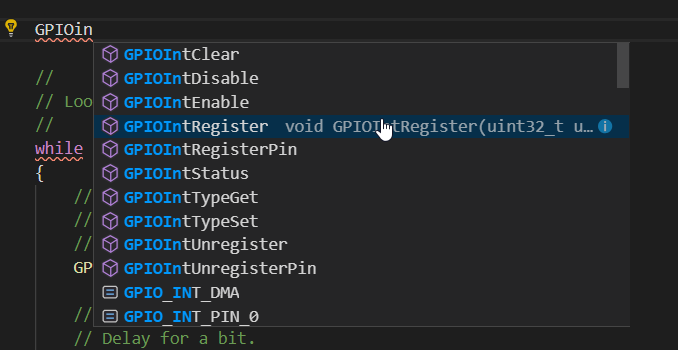 GPIOin
GPIOIntClear
// GPIOIntDisable
// Loo GPIOIntEnable
// GPIOIntRegister void GPIOIntRegister(uint32_t u…
while GPIOIntRegisterPin
{ GPIOIntStatus
// GPIOIntTypeGet
// GPIOIntTypeSet
// GPIOIntUnregister
GP GPIOIntUnregisterPin
GPIO_INT_DMA
// GPIO_INT_PIN_0
// Delay for a bit.